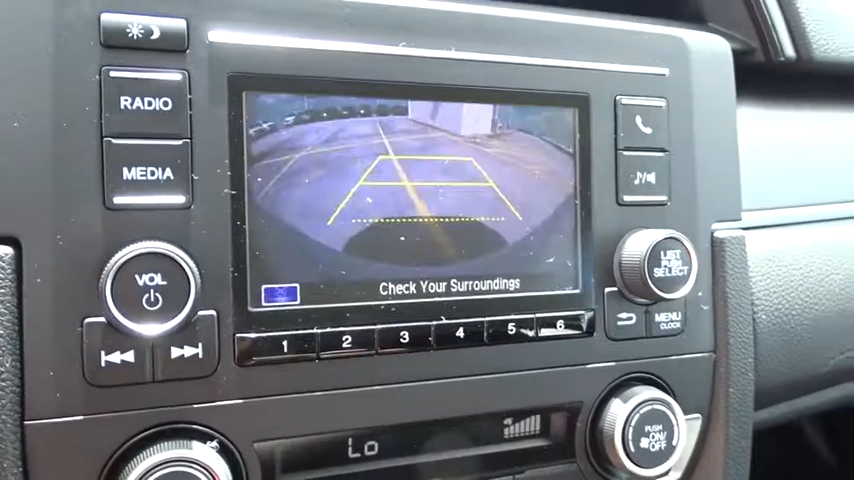 RADIO
MEDIA
VOL
Check Your Surroundings
LIST
PUSH
SELECT
MENU
CLOCK
1 2 3 4 5 6
Lo
PUSH
ON/
OFF